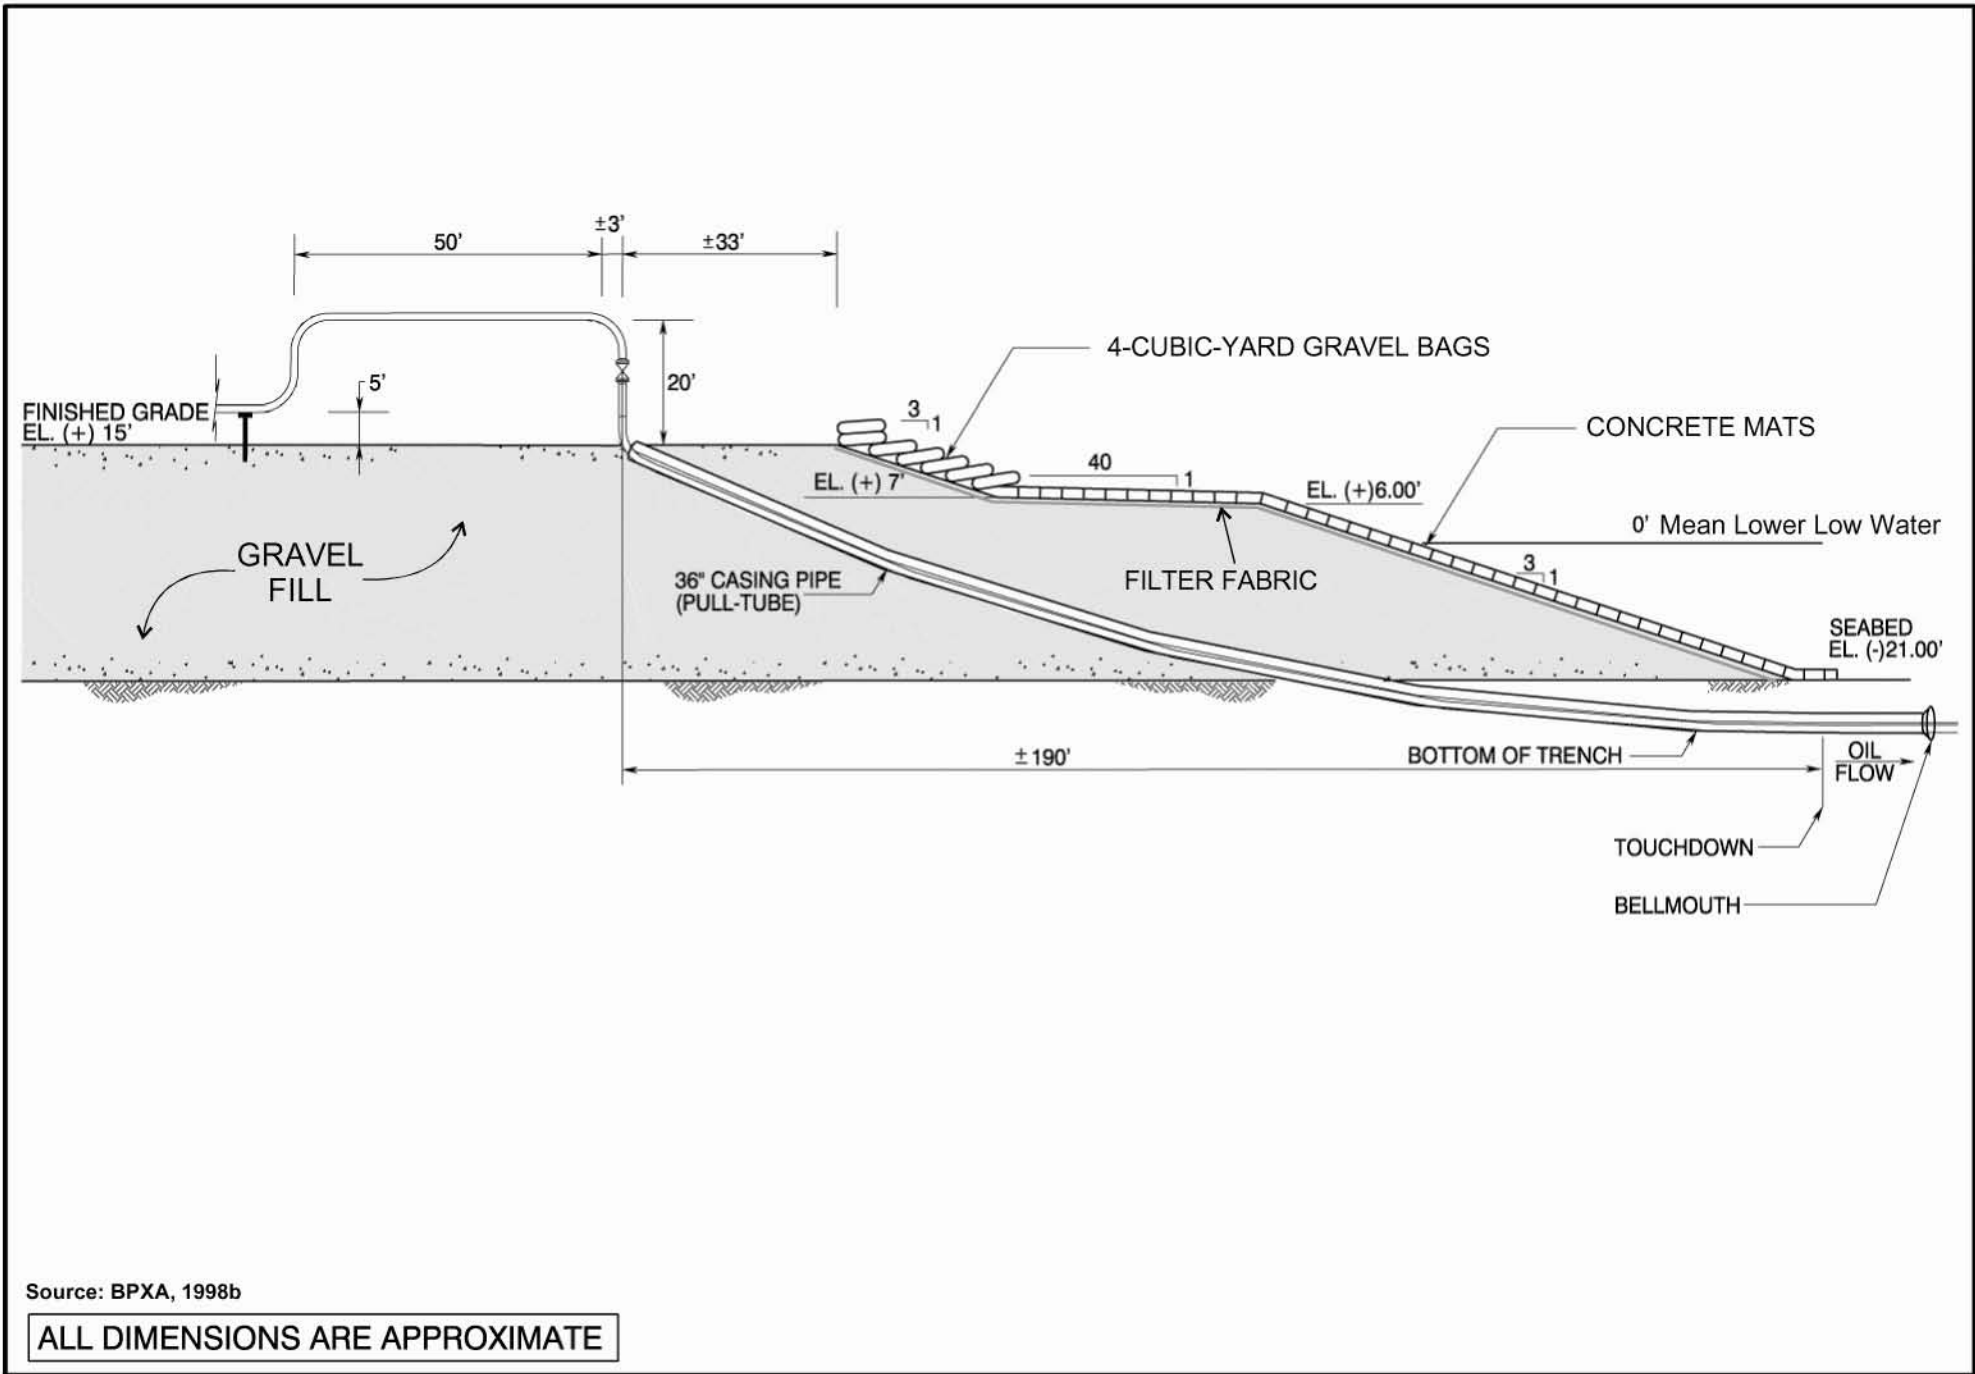 ±3'
50'
±33'
4-CUBIC-YARD GRAVEL BAGS
5'
20'
FINISHED GRADE
EL. (+) 15'
3
1
CONCRETE MATS
40
1
EL. (+) 7'
EL. (+)6.00'
0' Mean Lower Low Water
GRAVEL
FILL
36" CASING PIPE
(PULL-TUBE)
FILTER FABRIC
3
1
SEABED
EL. (-)21.00'
±190'
BOTTOM OF TRENCH
OIL
FLOW
TOUCHDOWN
BELLMOUTH
Source: BPXA, 1998b
ALL DIMENSIONS ARE APPROXIMATE